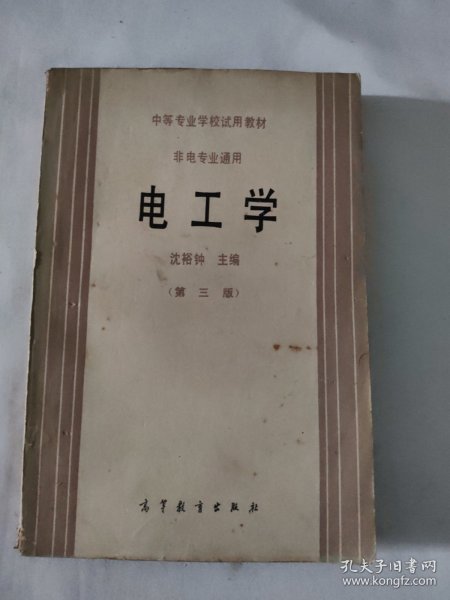 中等专业学校试用教材
非电专业通用
电工学
沈裕钟 主编
(第三版)
高等教育出版社
孔夫子旧书网
www.kongfz.com